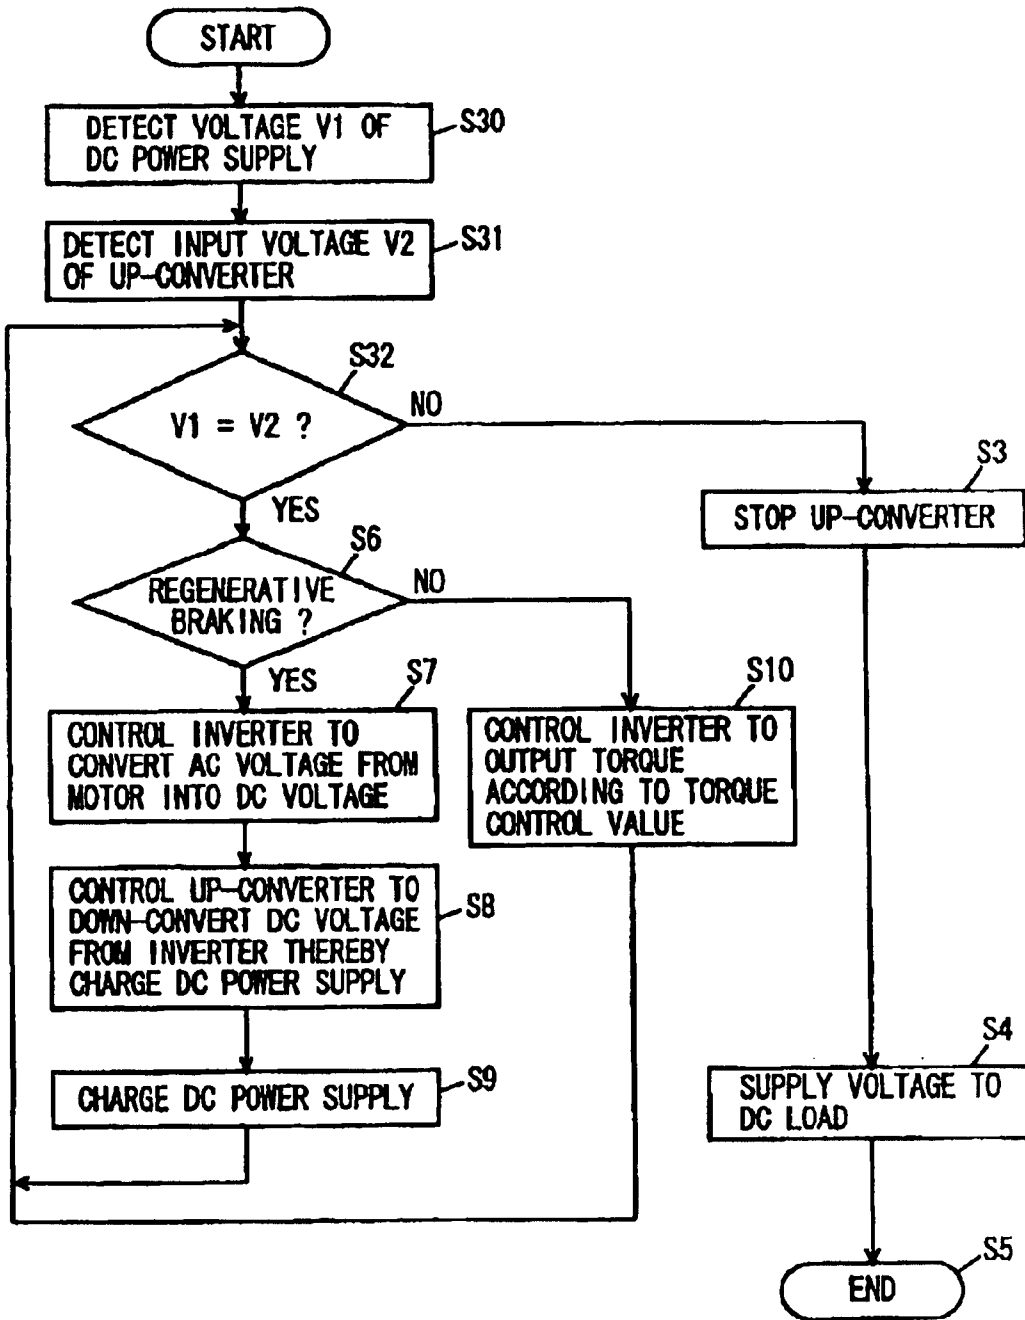 START
DETECT VOLTAGE V1 OF
DC POWER SUPPLY
S30
DETECT INPUT VOLTAGE V2
OF UP-CONVERTER
S31
S32
V1 = V2 ?
NO
YES
S3
STOP UP-CONVERTER
S6
REGENERATIVE
BRAKING ?
NO
YES
S7
CONTROL INVERTER TO
CONVERT AC VOLTAGE FROM
MOTOR INTO DC VOLTAGE
S10
CONTROL INVERTER TO
OUTPUT TORQUE
ACCORDING TO TORQUE
CONTROL VALUE
CONTROL UP-CONVERTER TO
DOWN-CONVERT DC VOLTAGE
FROM INVERTER THEREBY
CHARGE DC POWER SUPPLY
S8
CHARGE DC POWER SUPPLY
S9
S4
SUPPLY VOLTAGE TO
DC LOAD
S5
END